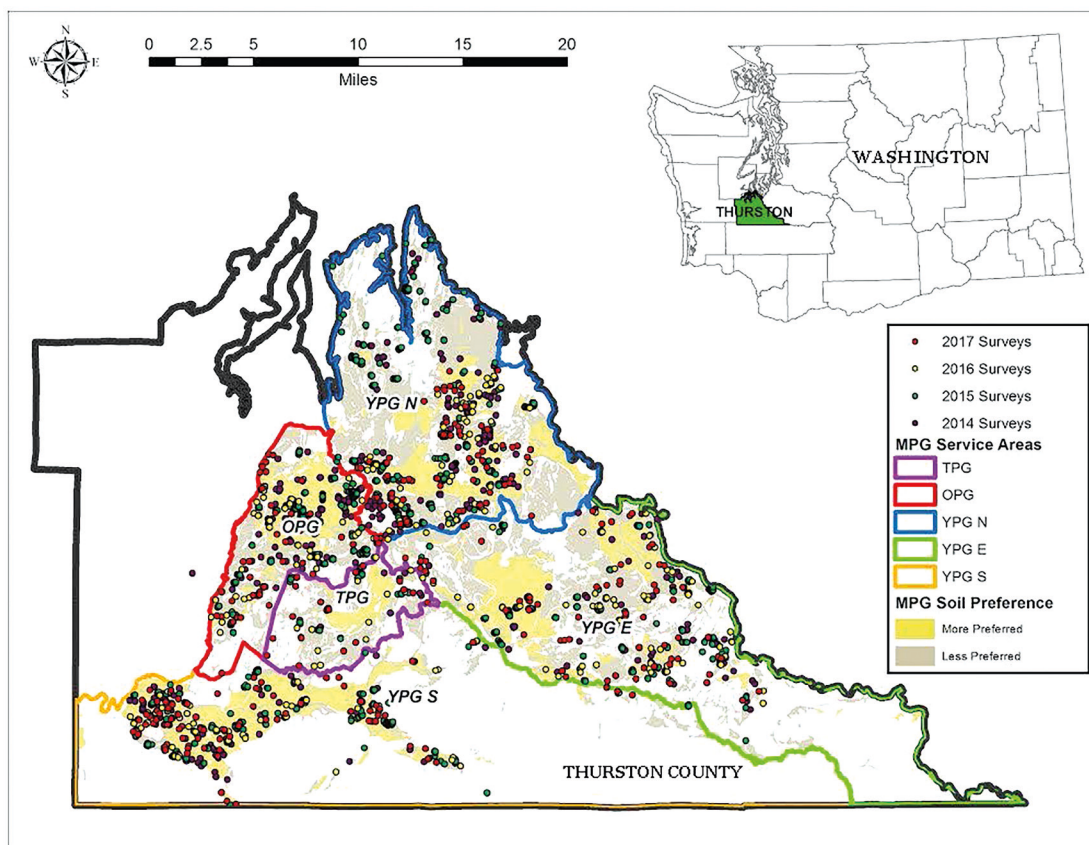 N
W E
S
0 2.5 5 10 15 20
Miles
WASHINGTON
THURSTON
2017 Surveys
2016 Surveys
2015 Surveys
2014 Surveys
MPG Service Areas
TPG
OPG
YPG N
YPG E
YPG S
MPG Soil Preference
More Preferred
Less Preferred
YPG N
OPG
TPG
YPG E
YPG S
THURSTON COUNTY